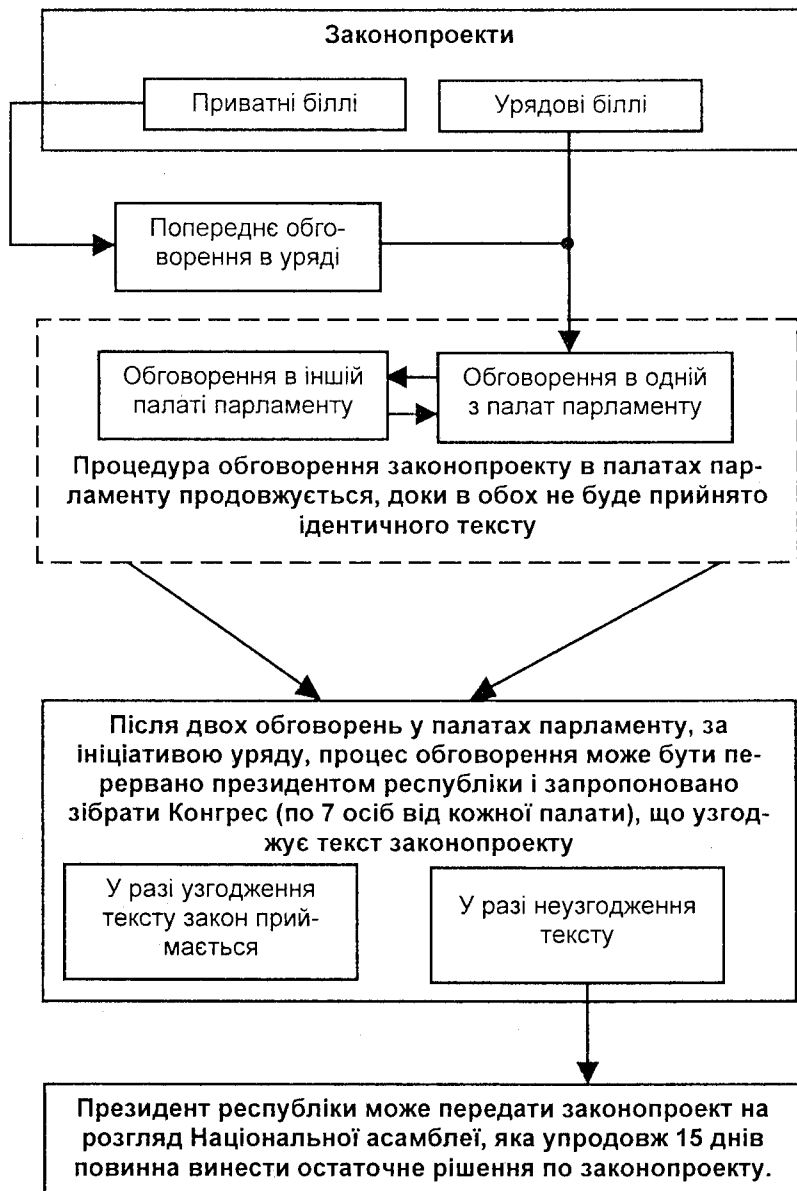 Законопроекти
Приватні біллі
Урядові біллі
Попереднє обго-
ворення в уряді
Обговорення в іншій
палаті парламенту
Обговорення в одній
з палат парламенту
Процедура обговорення законопроекту в палатах пар-
ламенту продовжується, доки в обох не буде прийнято
ідентичного тексту
Після двох обговорень у палатах парламенту, за
ініціативою уряду, процес обговорення може бути пе-
рервано президентом республіки і запропоновано
зібрати Конгрес (по 7 осіб від кожної палати), що узгод-
жує текст законопроекту
У разі узгодження
тексту закон прий-
мається
У разі неузгодження
тексту
Президент республіки може передати законопроект на
розгляд Національної асамблеї, яка упродовж 15 днів
повинна винести остаточне рішення по законопроекту.